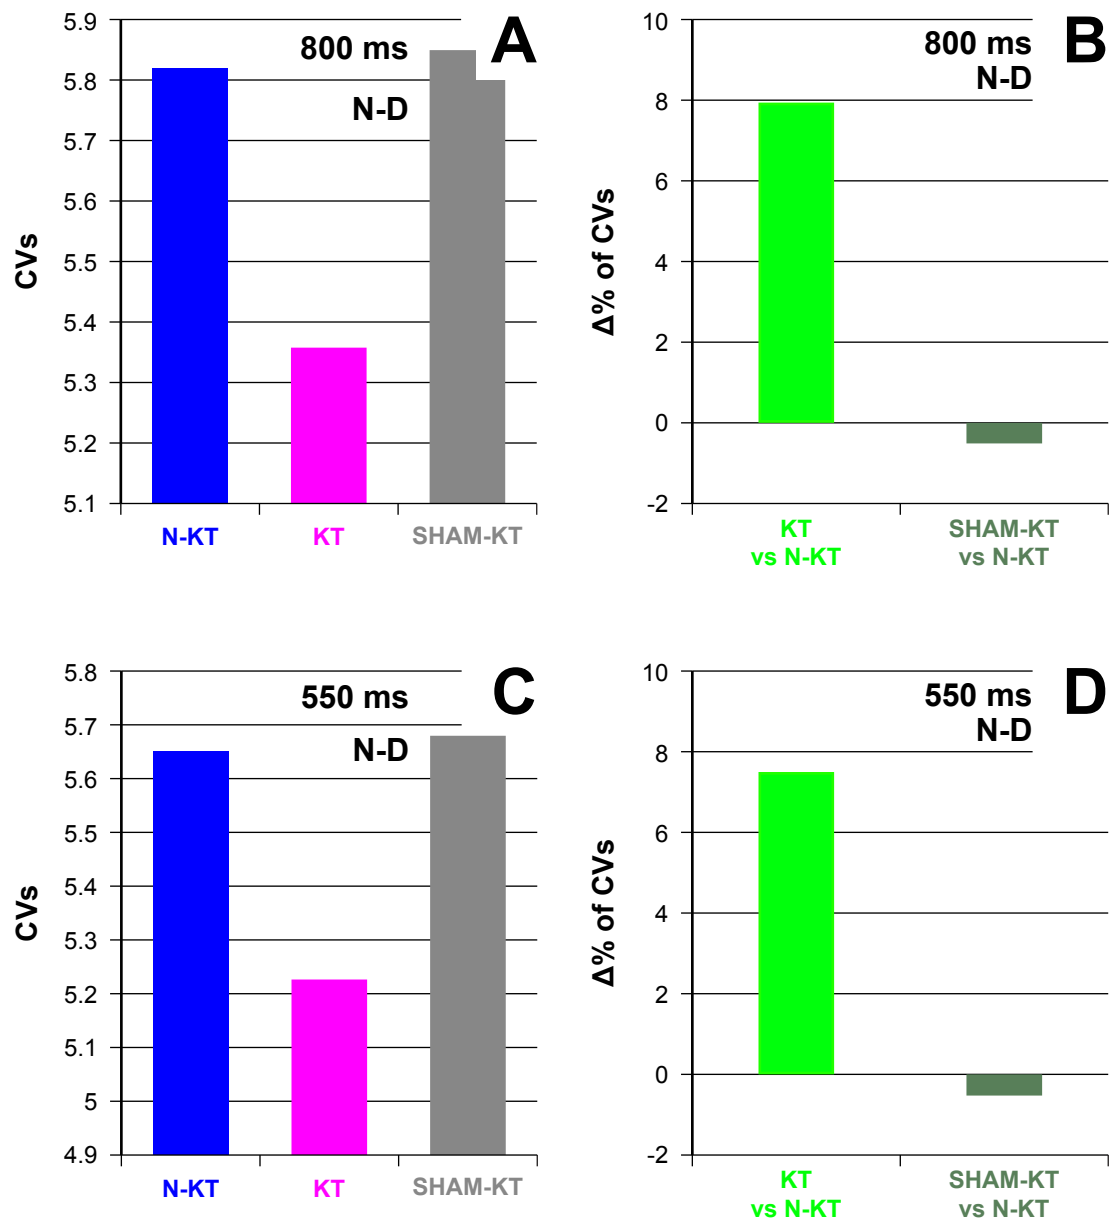 A
800 ms
N-D
CVs
5.9
5.8
5.7
5.6
5.5
5.4
5.3
5.2
5.1
N-KT
KT
SHAM-KT
B
800 ms
N-D
Δ% of CVs
10
8
6
4
2
0
-2
KT
vs N-KT
SHAM-KT
vs N-KT
C
550 ms
N-D
CVs
5.8
5.7
5.6
5.5
5.4
5.3
5.2
5.1
5
4.9
N-KT
KT
SHAM-KT
D
550 ms
N-D
Δ% of CVs
10
8
6
4
2
0
-2
KT
vs N-KT
SHAM-KT
vs N-KT